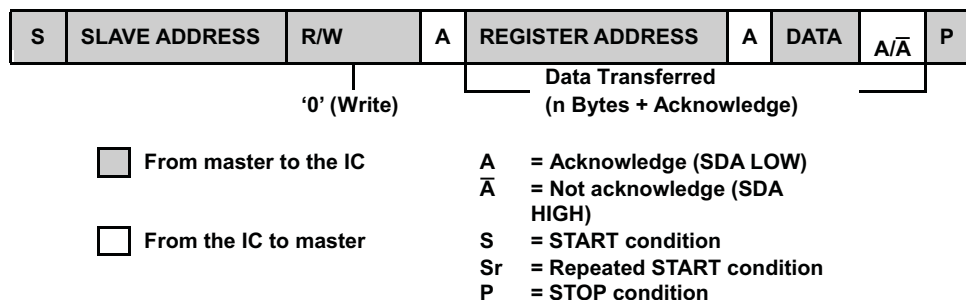 S SLAVE ADDRESS R/W A REGISTER ADDRESS A DATA A/A̅ P
‘0’ (Write)
Data Transferred
(n Bytes + Acknowledge)
From master to the IC
From the IC to master
A = Acknowledge (SDA LOW)
A̅ = Not acknowledge (SDA
HIGH)
S = START condition
Sr = Repeated START condition
P = STOP condition